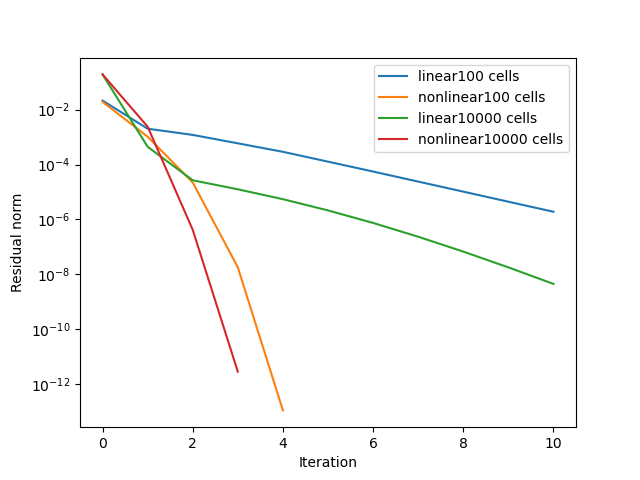 linear100 cells
nonlinear100 cells
linear10000 cells
nonlinear10000 cells
10⁻²
10⁻⁴
10⁻⁶
10⁻⁸
10⁻¹⁰
10⁻¹²
Residual norm
0 2 4 6 8 10
Iteration